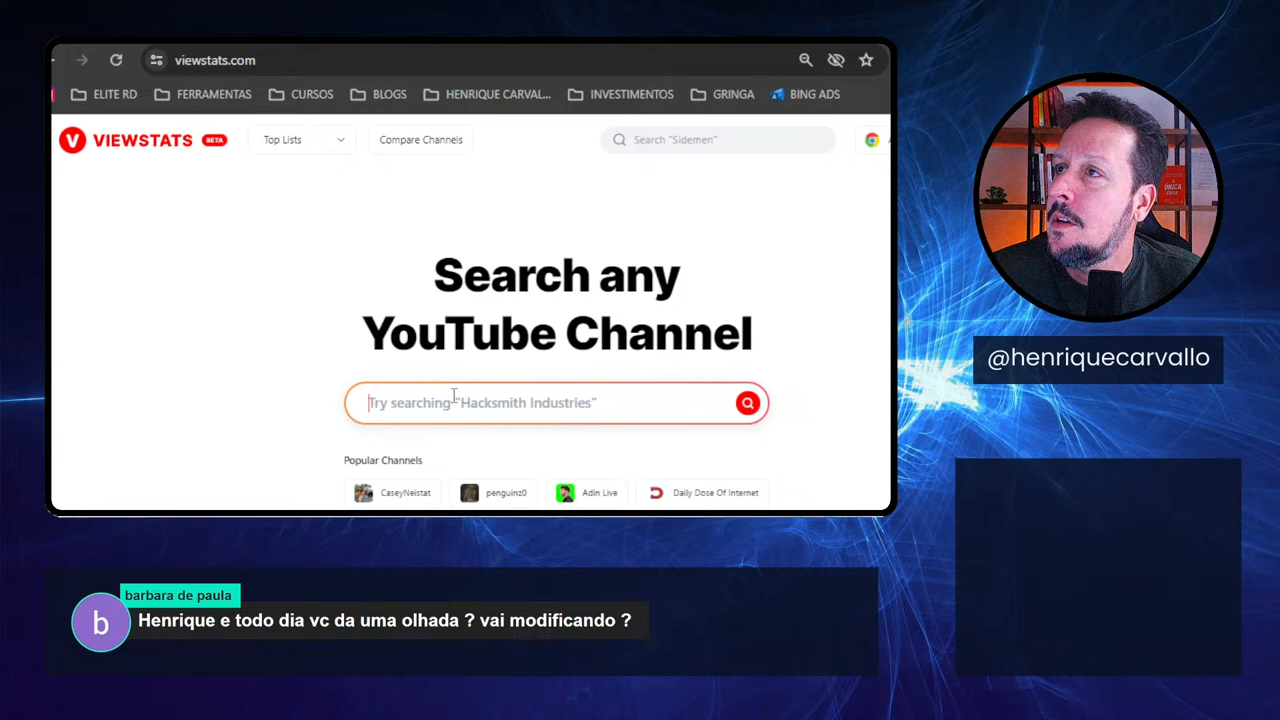 viewstats.com
ELITE RD FERRAMENTAS CURSOS BLOGS HENRIQUE CARVAL... INVESTIMENTOS GRINGA BING ADS
V VIEWSTATS BETA Top Lists Compare Channels Search "Sidemen"
Search any
YouTube Channel
Try searching "Hacksmith Industries"
Popular Channels
CaseyNeistat penguinz0 Adin Live Daily Dose Of Internet
A ÚNICA
@henriquecarvallo
barbara de paula
b Henrique e todo dia vc da uma olhada ? vai modificando ?